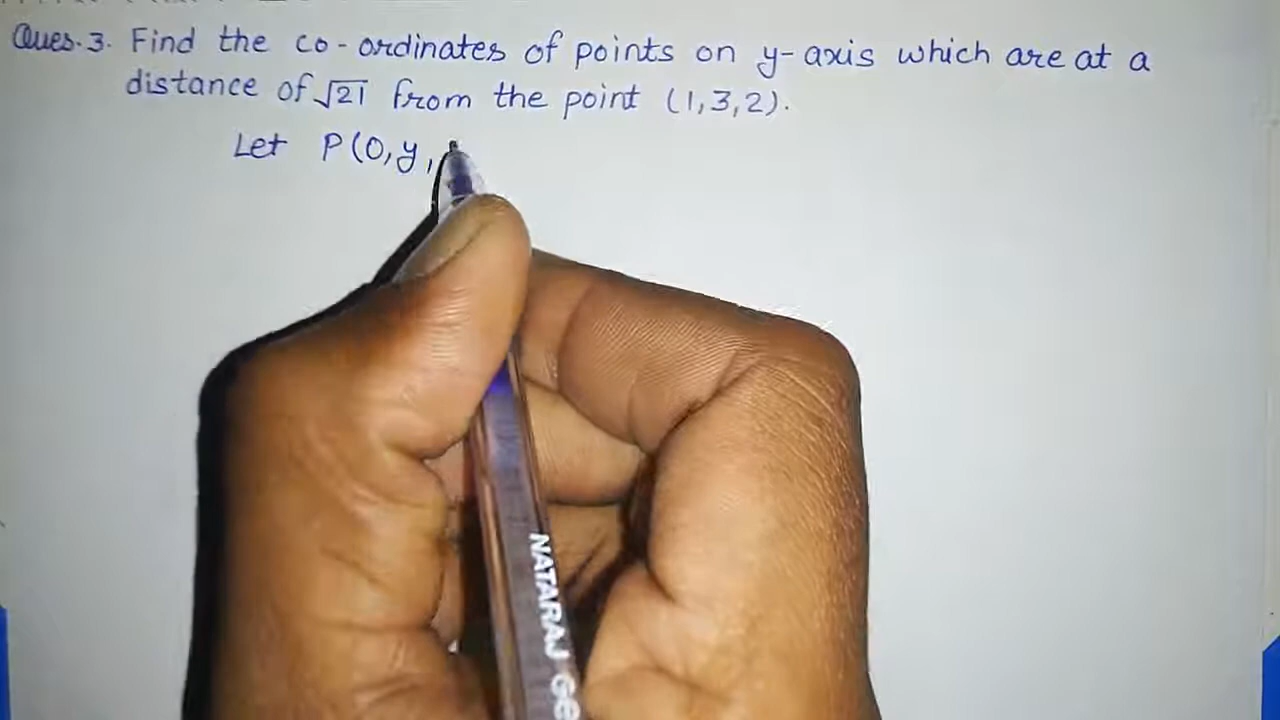 Ques. 3. Find the co-ordinates of points on y-axis which are at a
distance of √21 from the point (1,3,2).
Let P(0,y,
NATARAJ Ge